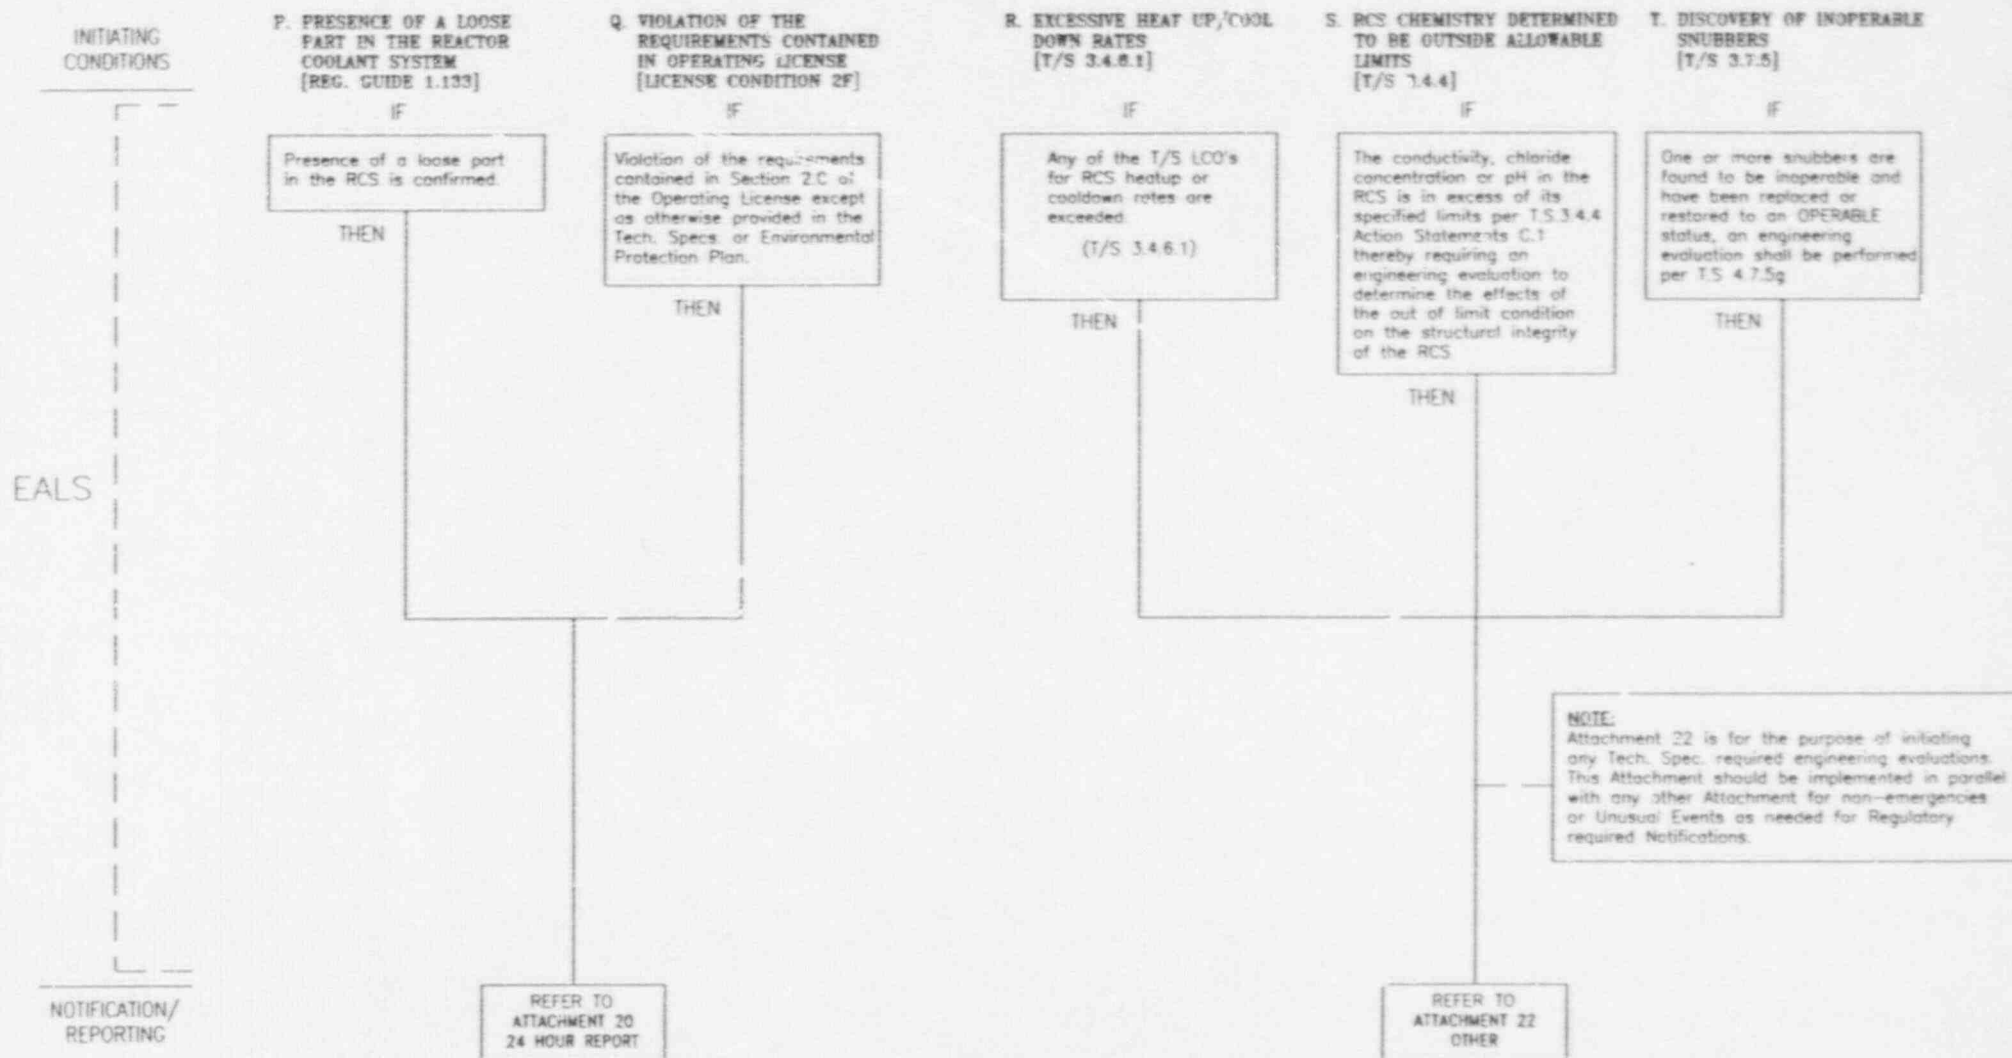 INITIATING
CONDITIONS
P. PRESENCE OF A LOOSE
PART IN THE REACTOR
COOLANT SYSTEM
[REG. GUIDE 1.133]
IF
Presence of a loose part
in the RCS is confirmed.
THEN
Q. VIOLATION OF THE
REQUIREMENTS CONTAINED
IN OPERATING LICENSE
[LICENSE CONDITION 2F]
IF
Violation of the requirements
contained in Section 2.C of
the Operating License except
as otherwise provided in the
Tech. Specs. or Environmental
Protection Plan.
THEN
R. EXCESSIVE HEAT UP/COOL
DOWN RATES
[T/S 3.4.6.1]
IF
Any of the T/S LCO's
for RCS heatup or
cooldown rates are
exceeded.
(T/S 3.4.6.1)
THEN
S. RCS CHEMISTRY DETERMINED
TO BE OUTSIDE ALLOWABLE
LIMITS
[T/S 3.4.4]
IF
The conductivity, chloride
concentration or pH in the
RCS is in excess of its
specified limits per T.S.3.4.4
Action Statements C.1
thereby requiring an
engineering evaluation to
determine the effects of
the out of limit condition
on the structural integrity
of the RCS
THEN
T. DISCOVERY OF INOPERABLE
SNUBBERS
[T/S 3.7.5]
IF
One or more snubbers are
found to be inoperable and
have been replaced or
restored to an OPERABLE
status, an engineering
evaluation shall be performed
per T.S 4.7.5g
THEN
EALS
NOTE:
Attachment 22 is for the purpose of initiating
any Tech. Spec. required engineering evaluations.
This Attachment should be implemented in parallel
with any other Attachment for non-emergencies
or Unusual Events as needed for Regulatory
required Notifications.
NOTIFICATION/
REPORTING
REFER TO
ATTACHMENT 20
24 HOUR REPORT
REFER TO
ATTACHMENT 22
OTHER